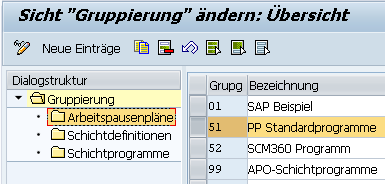 Sicht "Gruppierung" ändern: Übersicht
Neue Einträge
Dialogstruktur
Gruppierung
Arbeitspausenpläne
Schichtdefinitionen
Schichtprogramme
Grupg Bezeichnung
01 SAP Beispiel
51 PP Standardprogramme
52 SCM360 Programm
99 APO-Schichtprogramme